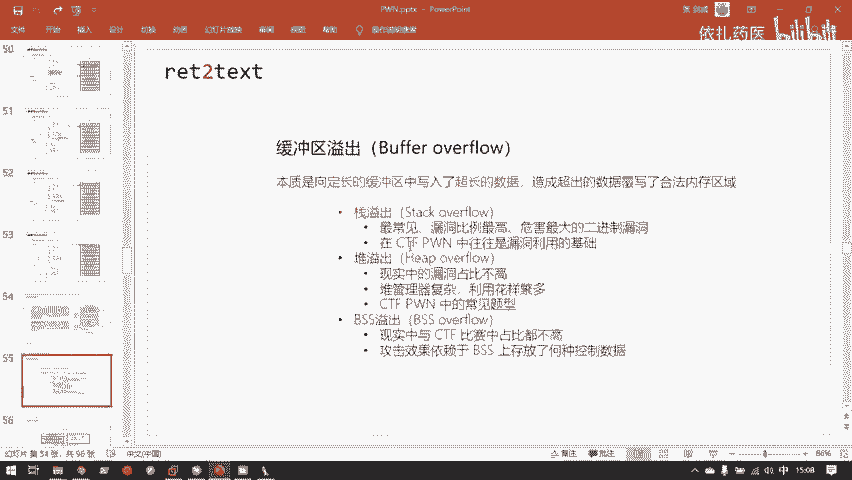 PWN.pptx - PowerPoint
文件 开始 插入 设计 切换 动画 幻灯片放映 审阅 视图 帮助 操作说明搜索
依扎药医 bilibili
50
51
52
53
54
55
56
ret2text
缓冲区溢出（Buffer overflow）
本质是向定长的缓冲区中写入了超长的数据，造成超出的数据覆写了合法内存区域
• 栈溢出（Stack overflow）
• 最常见、漏洞比例最高、危害最大的二进制漏洞
• 在 CTF PWN 中往往是漏洞利用的基础
• 堆溢出（Heap overflow）
• 现实中的漏洞占比不高
• 堆管理器复杂，利用花样繁多
• CTF PWN 中的常见题型
• BSS溢出（BSS overflow）
• 现实中与 CTF 比赛中占比都不高
• 攻击效果依赖于 BSS 上存放了何种控制数据
幻灯片 第 54 张，共 96 张 中文(中国) 备注 批注 86%
中 15:08